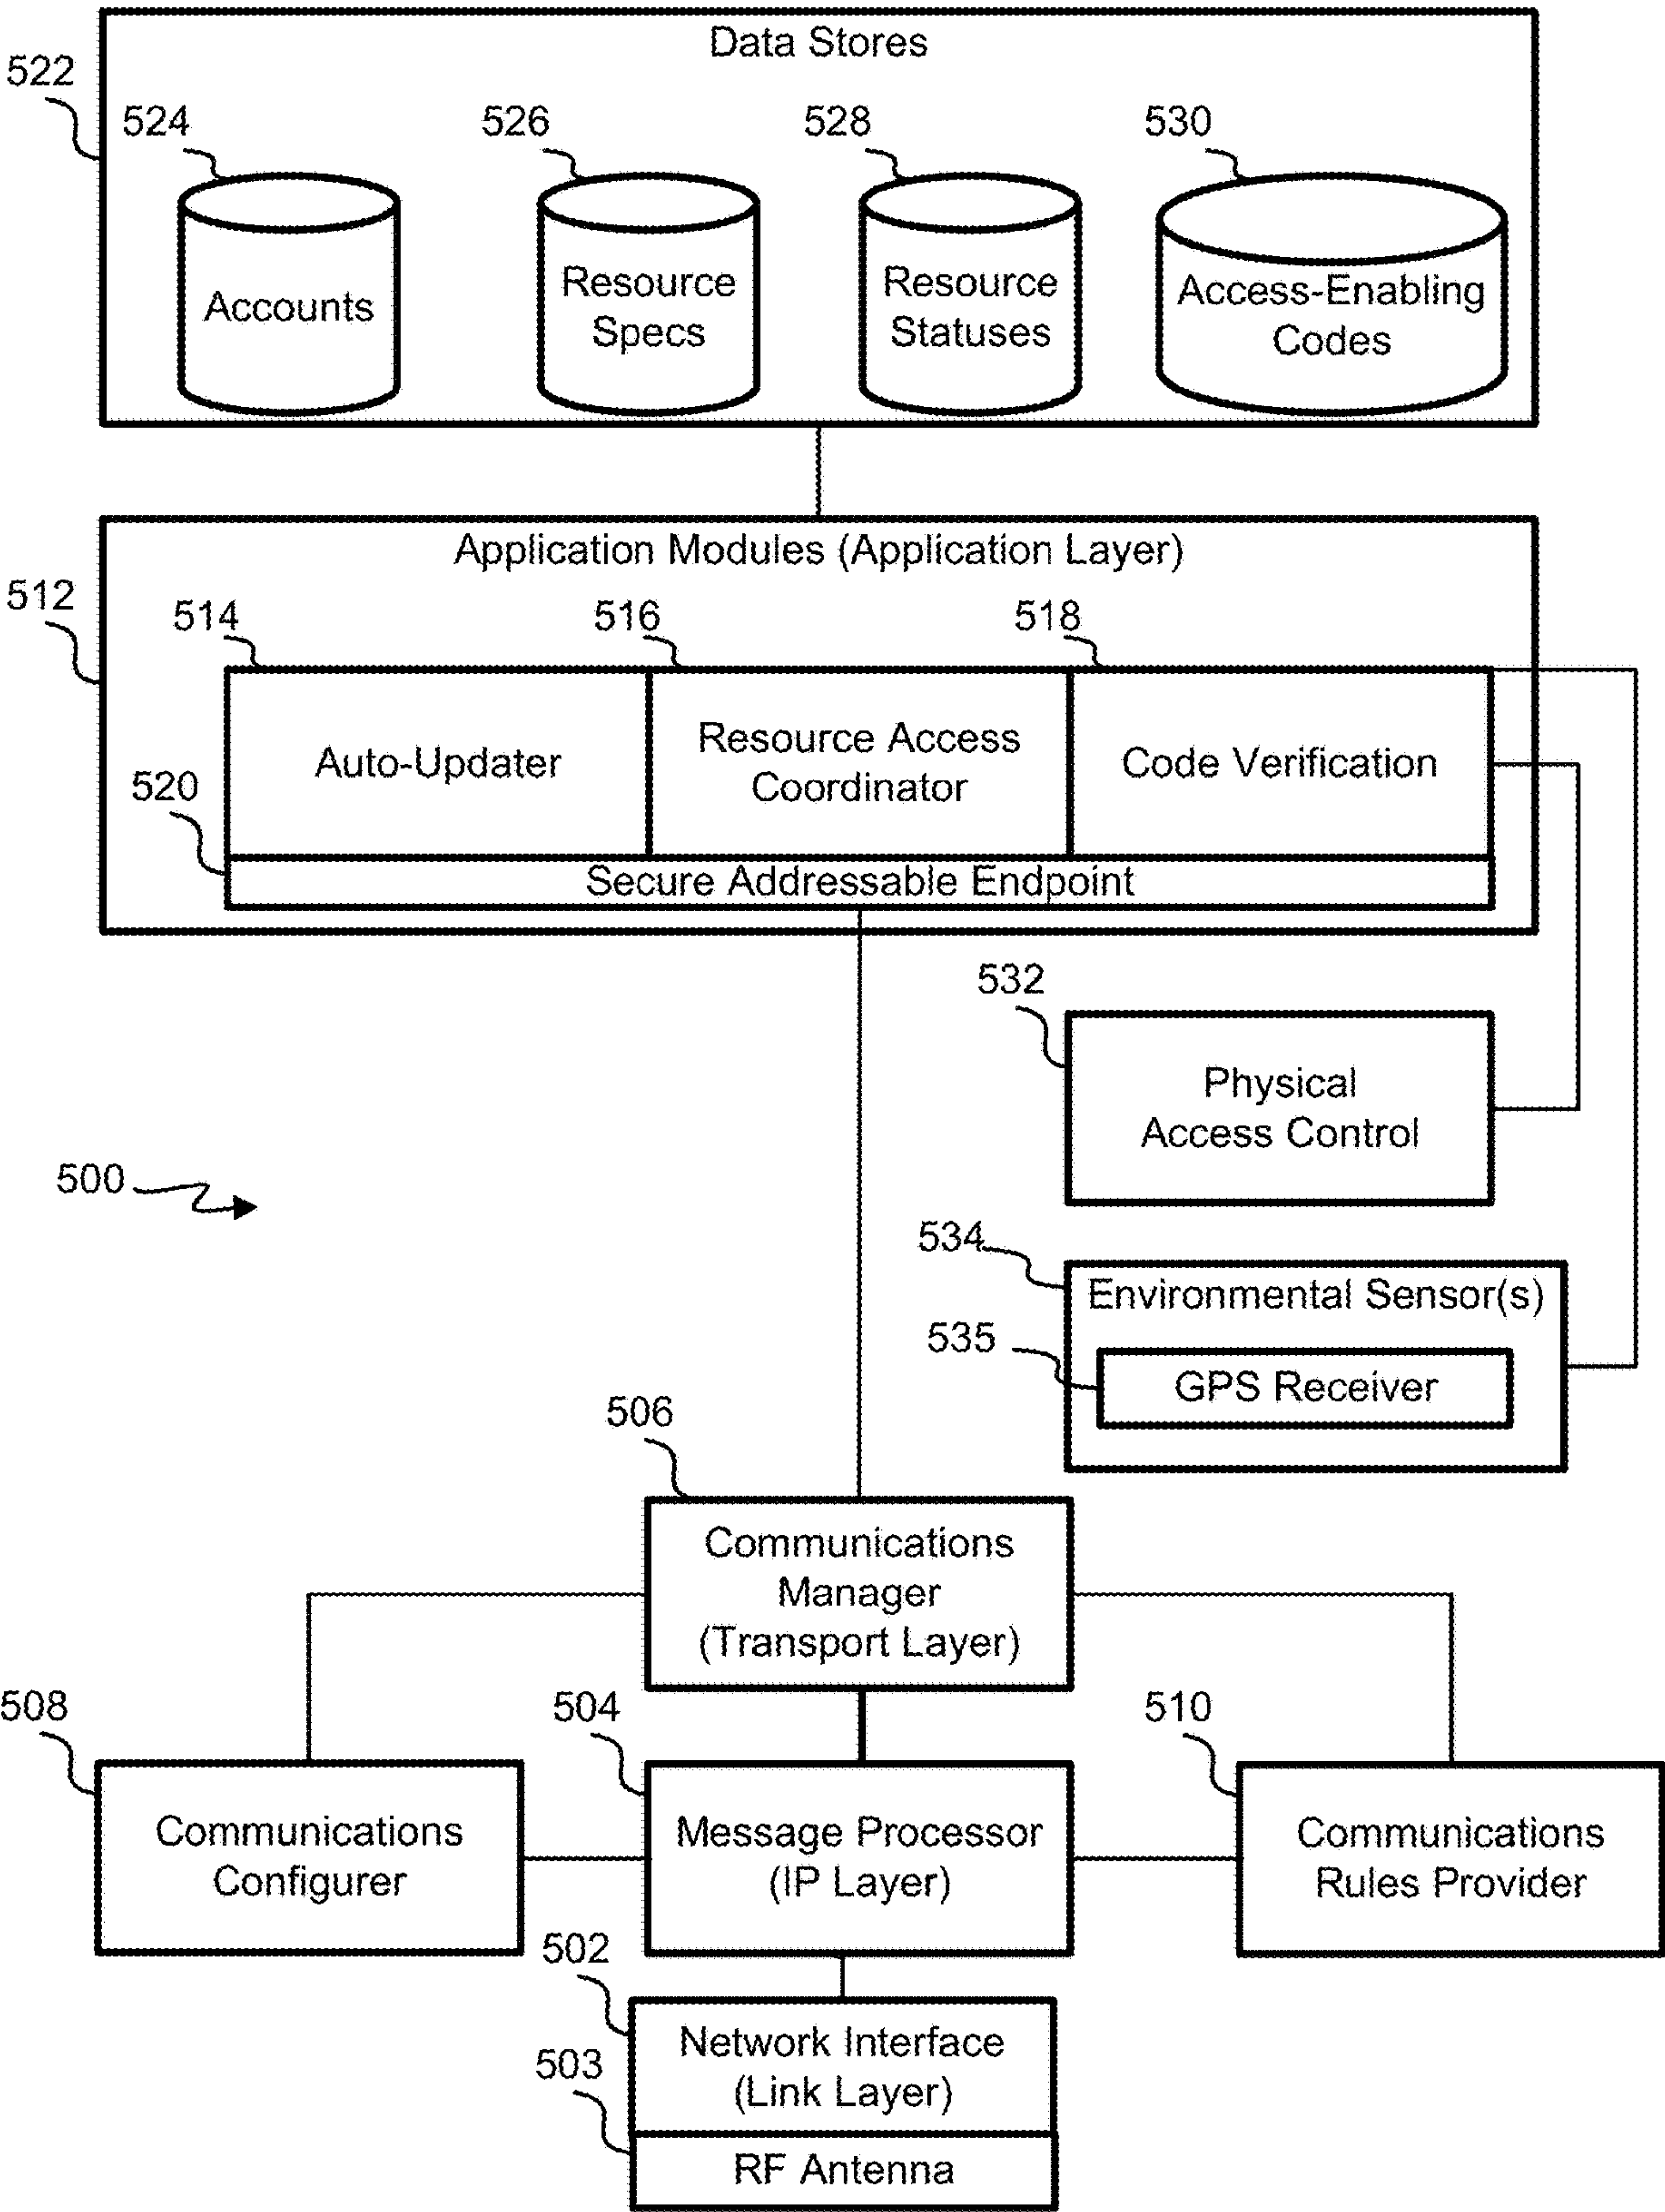 Data Stores
522
524
526
528
530
Accounts
Resource
Specs
Resource
Statuses
Access-Enabling
Codes
Application Modules (Application Layer)
512
514
516
518
Auto-Updater
Resource Access
Coordinator
Code Verification
520
Secure Addressable Endpoint
532
Physical
Access Control
500
534
Environmental Sensor(s)
535
GPS Receiver
506
Communications
Manager
(Transport Layer)
508
504
510
Communications
Configurer
Message Processor
(IP Layer)
Communications
Rules Provider
502
Network Interface
(Link Layer)
503
RF Antenna